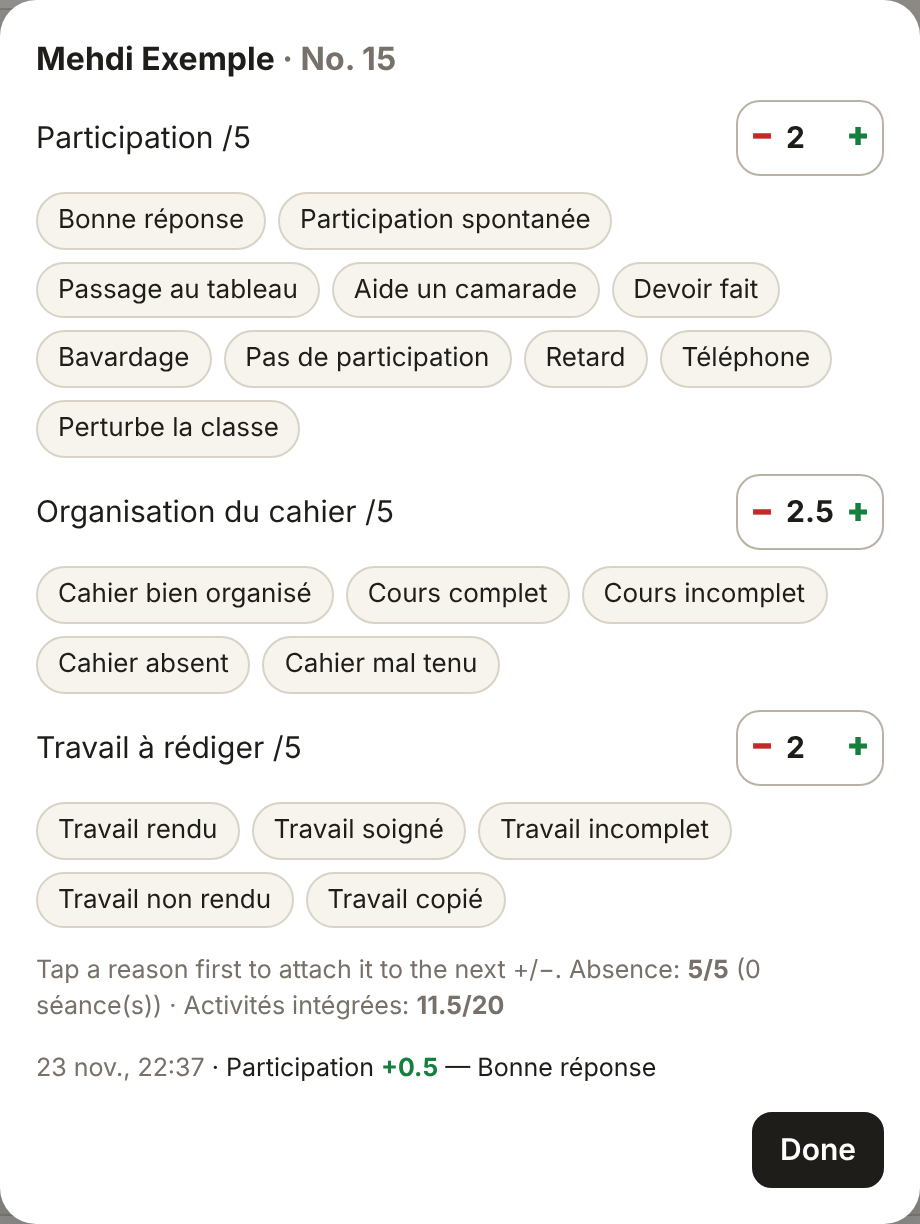 Mehdi Exemple · No. 15
Participation /5
− 2 +
Bonne réponse Participation spontanée
Passage au tableau Aide un camarade Devoir fait
Bavardage Pas de participation Retard Téléphone
Perturbe la classe
Organisation du cahier /5
− 2.5 +
Cahier bien organisé Cours complet Cours incomplet
Cahier absent Cahier mal tenu
Travail à rédiger /5
− 2 +
Travail rendu Travail soigné Travail incomplet
Travail non rendu Travail copié
Tap a reason first to attach it to the next +/−. Absence: 5/5 (0
séance(s)) · Activités intégrées: 11.5/20
23 nov., 22:37 · Participation +0.5 — Bonne réponse
Done